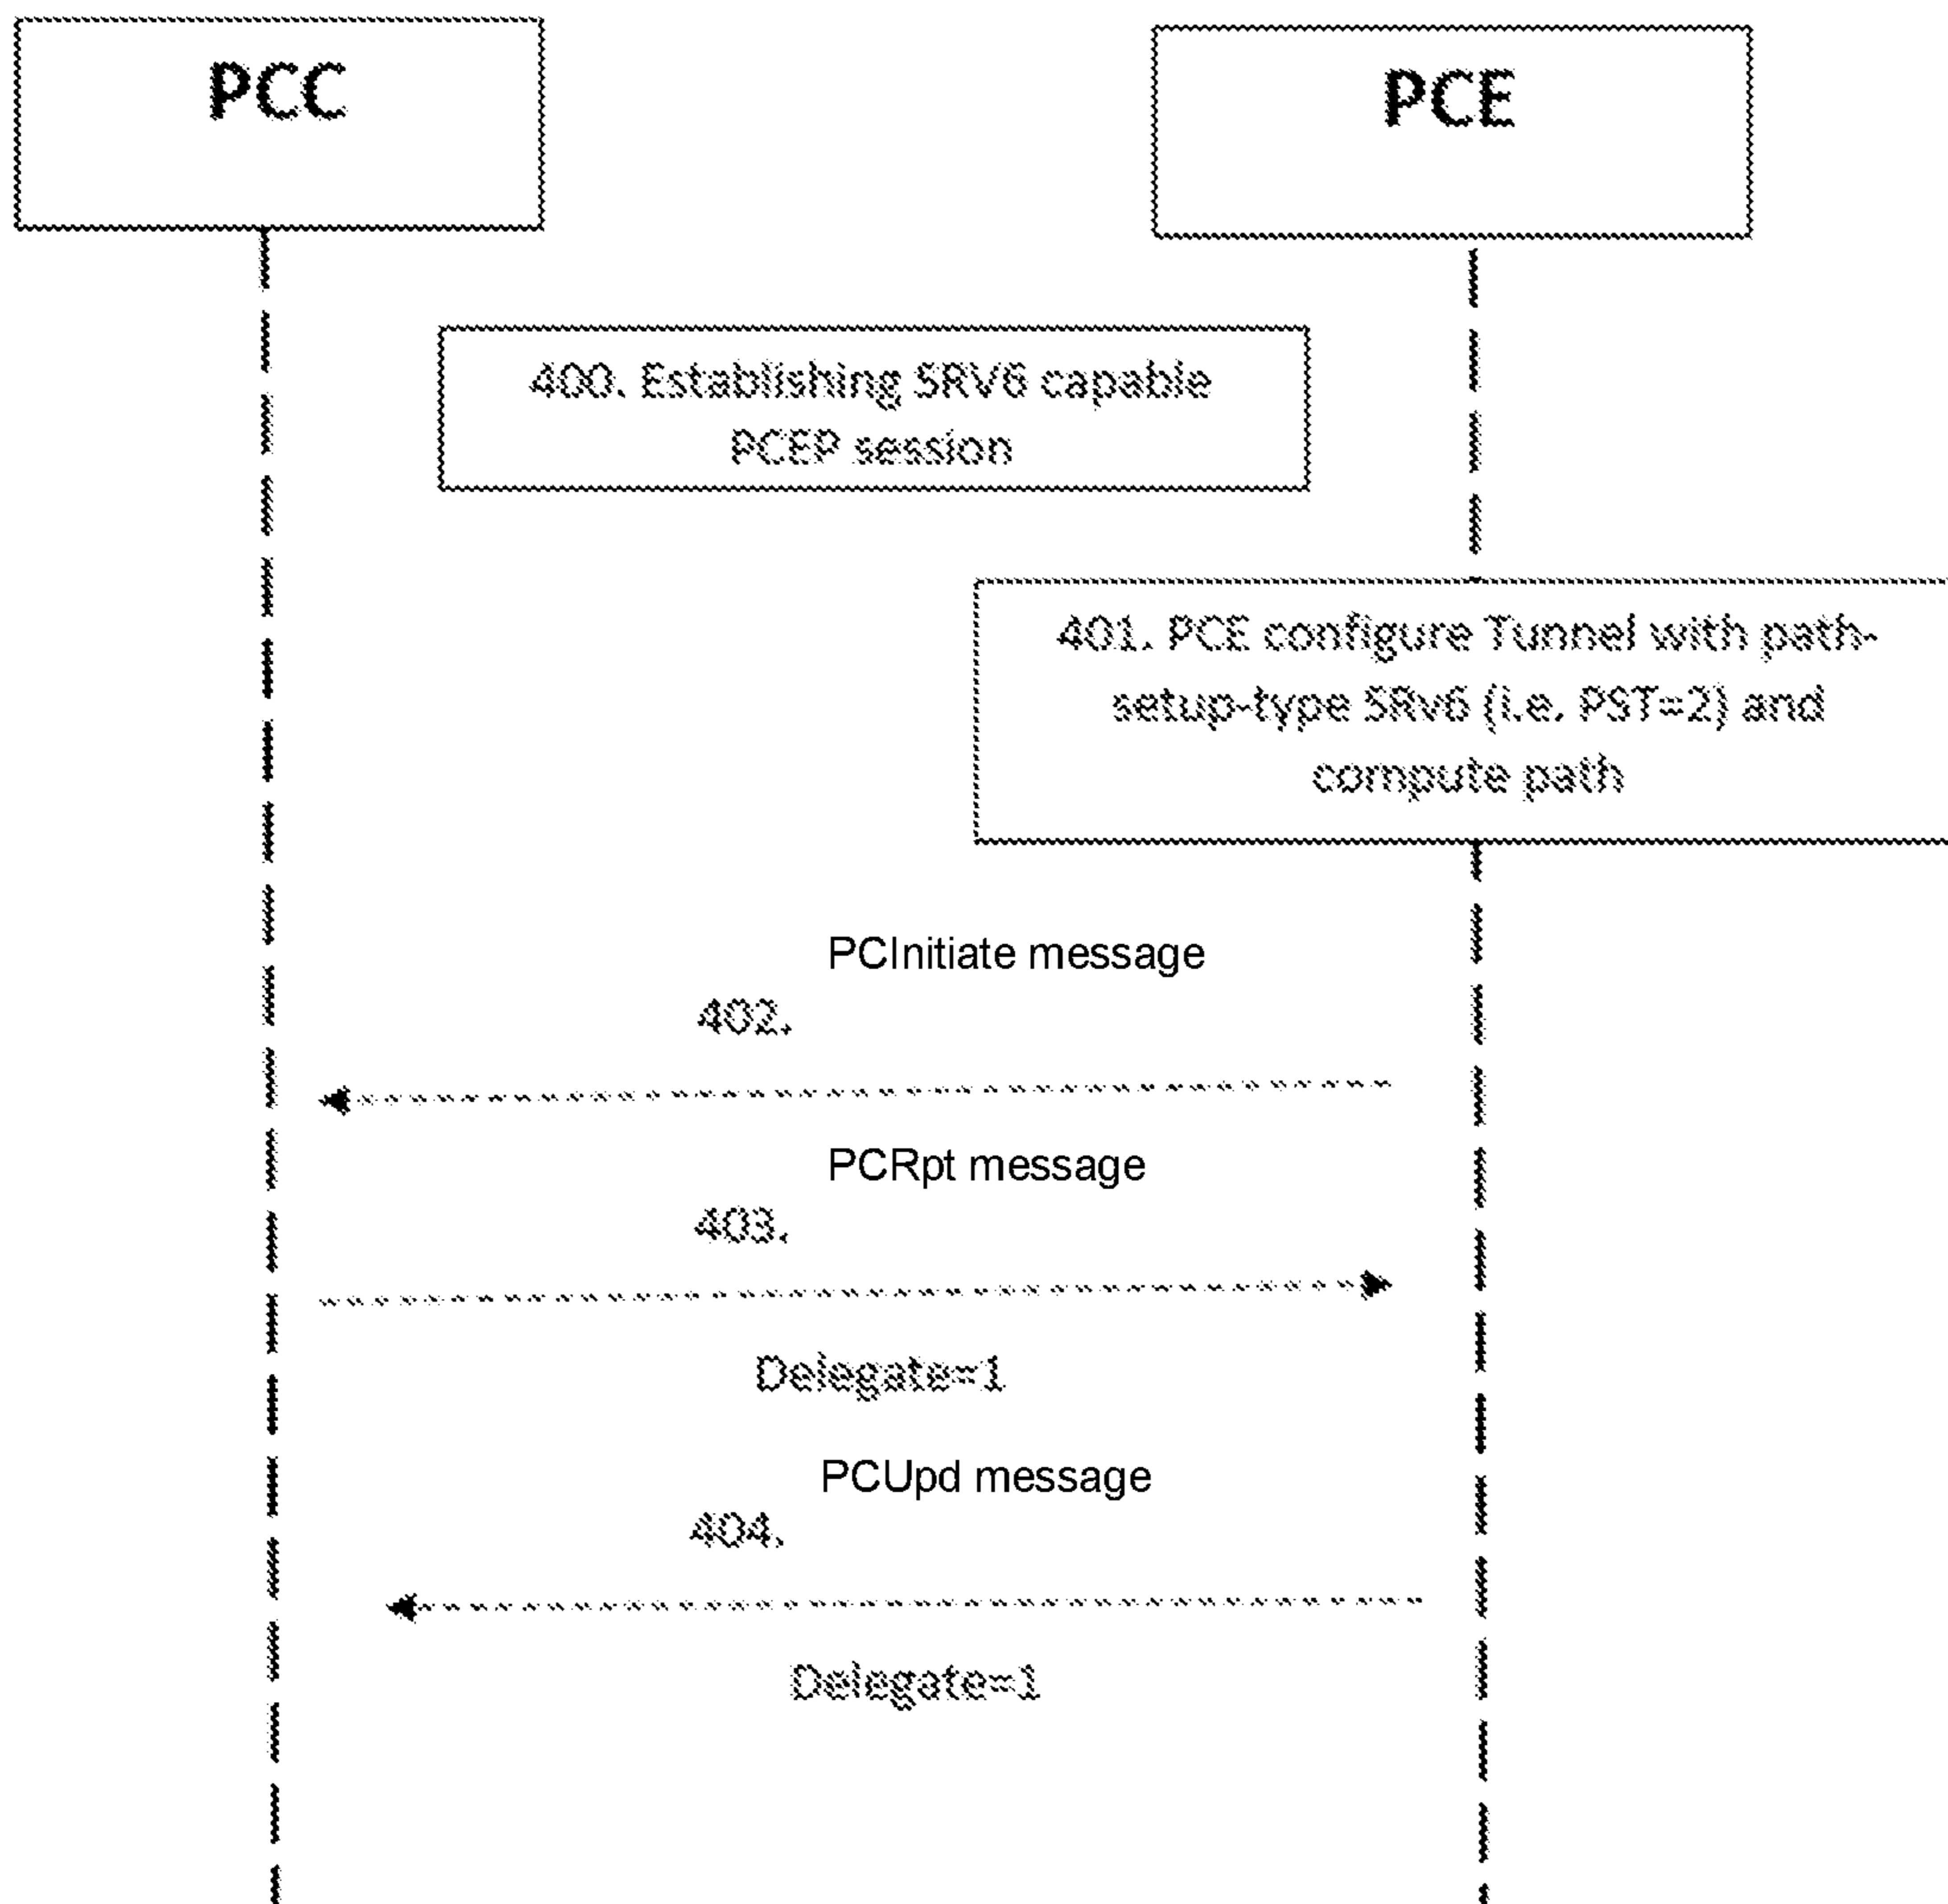 PCC
PCE
400. Establishing SRV6 capable
PCEP session
401. PCE configure Tunnel with path-
setup-type SRv6 (i.e. PST=2) and
compute path
PCInitiate message
402.
PCRpt message
403.
Delegate=1
PCUpd message
404.
Delegate=1